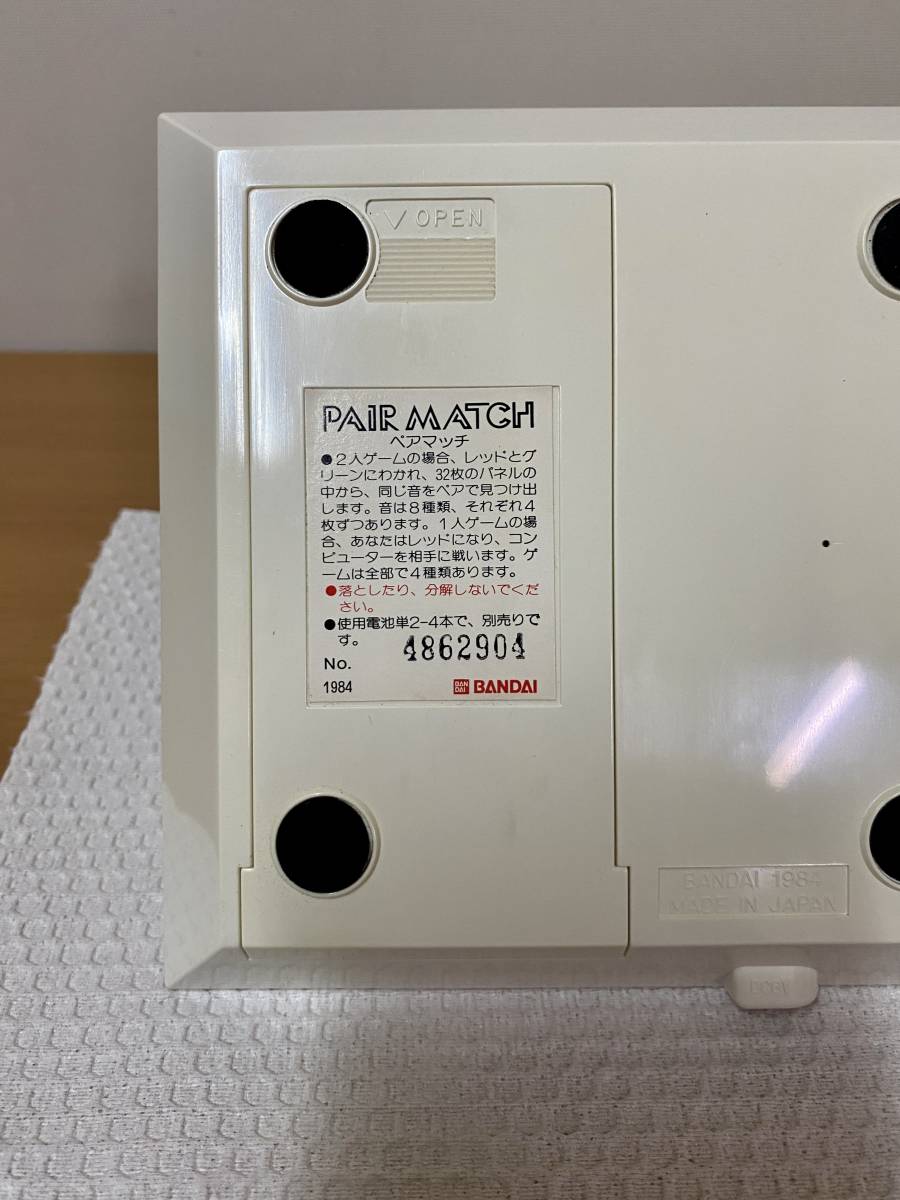 OPEN
PAIR MATCH
ペアマッチ
●2人ゲームの場合、レッドとグ
リーンにわかれ、32枚のパネルの
中から、同じ音をペアで見つけ出
します。音は8種類、それぞれ4
枚ずつあります。1人ゲームの場
合、あなたはレッドになり、コン
ピューターを相手に戦います。ゲ
ームは全部で4種類あります。
●落としたり、分解しないでくだ
さい。
●使用電池単2-4本で、別売りで
す。
No. 4862904
1984 BAN DAI BANDAI
BANDAI 1984
MADE IN JAPAN
DC6V